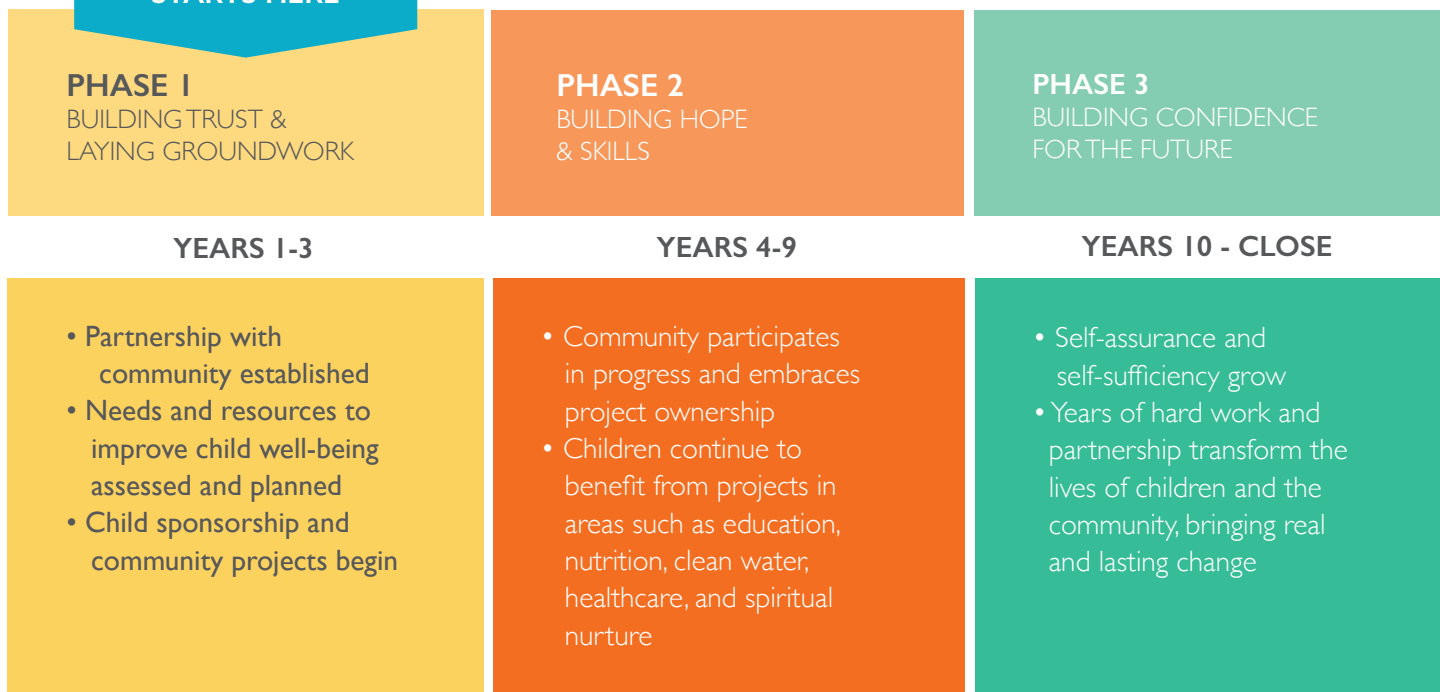 STARTS HERE
PHASE 1
BUILDING TRUST &
LAYING GROUNDWORK
PHASE 2
BUILDING HOPE
& SKILLS
PHASE 3
BUILDING CONFIDENCE
FOR THE FUTURE
YEARS 1-3
YEARS 4-9
YEARS 10 - CLOSE
• Partnership with
community established
• Needs and resources to
improve child well-being
assessed and planned
• Child sponsorship and
community projects begin
• Community participates
in progress and embraces
project ownership
• Children continue to
benefit from projects in
areas such as education,
nutrition, clean water,
healthcare, and spiritual
nurture
• Self-assurance and
self-sufficiency grow
• Years of hard work and
partnership transform the
lives of children and the
community, bringing real
and lasting change